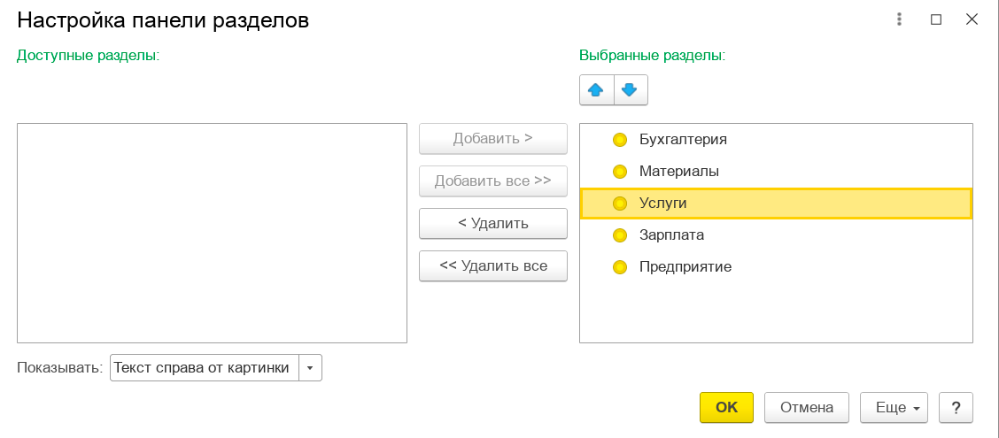 Настройка панели разделов
Доступные разделы:
Выбранные разделы:
Добавить >
Добавить все >>
< Удалить
<< Удалить все
Бухгалтерия
Материалы
Услуги
Зарплата
Предприятие
Показывать: Текст справа от картинки
OK Отмена Еще ?